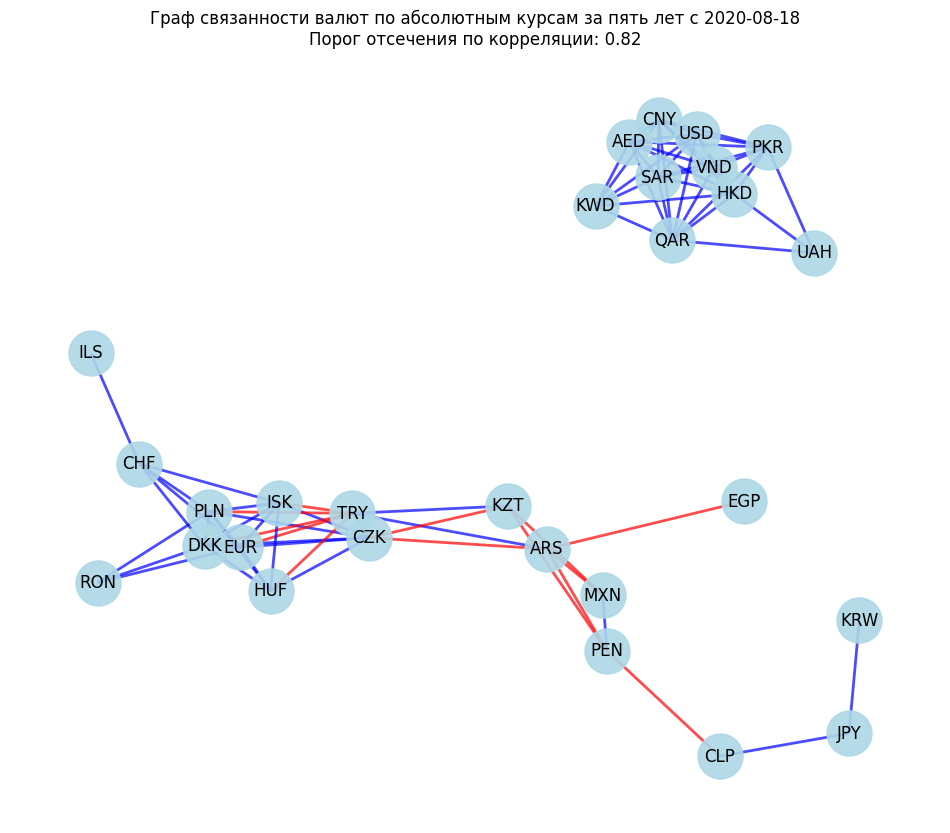 Граф связанности валют по абсолютным курсам за пять лет с 2020-08-18
Порог отсечения по корреляции: 0.82
CNY
USD
AED
PKR
VND
SAR
HKD
KWD
QAR
UAH
ILS
CHF
ISK
PLN
TRY
KZT
EGP
CZK
DKK
EUR
ARS
RON
HUF
MXN
KRW
PEN
JPY
CLP